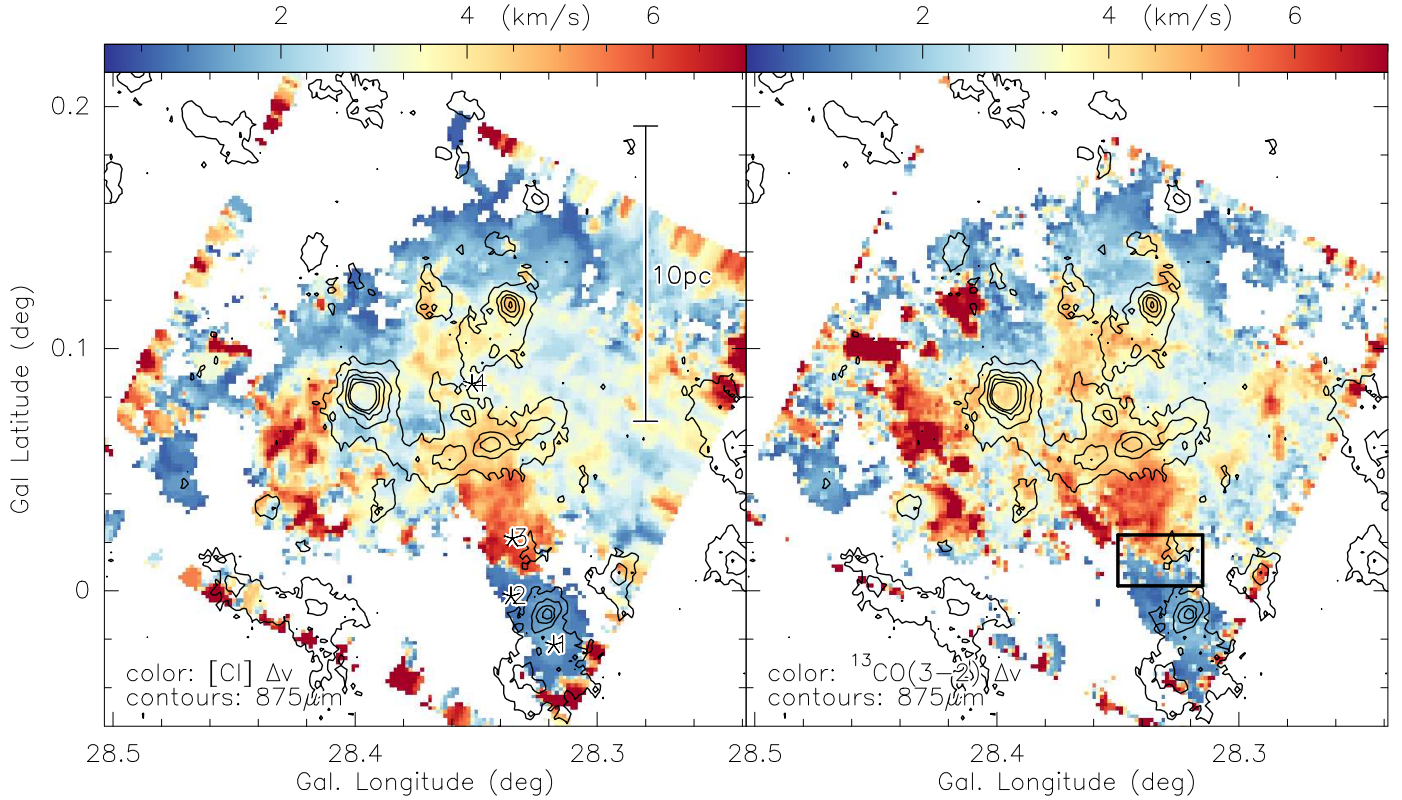 2 4 (km/s) 6 2 4 (km/s) 6
0.2
10pc
0.1
4
3
0
2
1
color: [CI] Δv color: ¹³CO(3−2) Δv
contours: 875μm contours: 875μm
28.5 28.4 28.3 28.5 28.4 28.3
Gal. Longitude (deg) Gal. Longitude (deg)
Gal Latitude (deg)